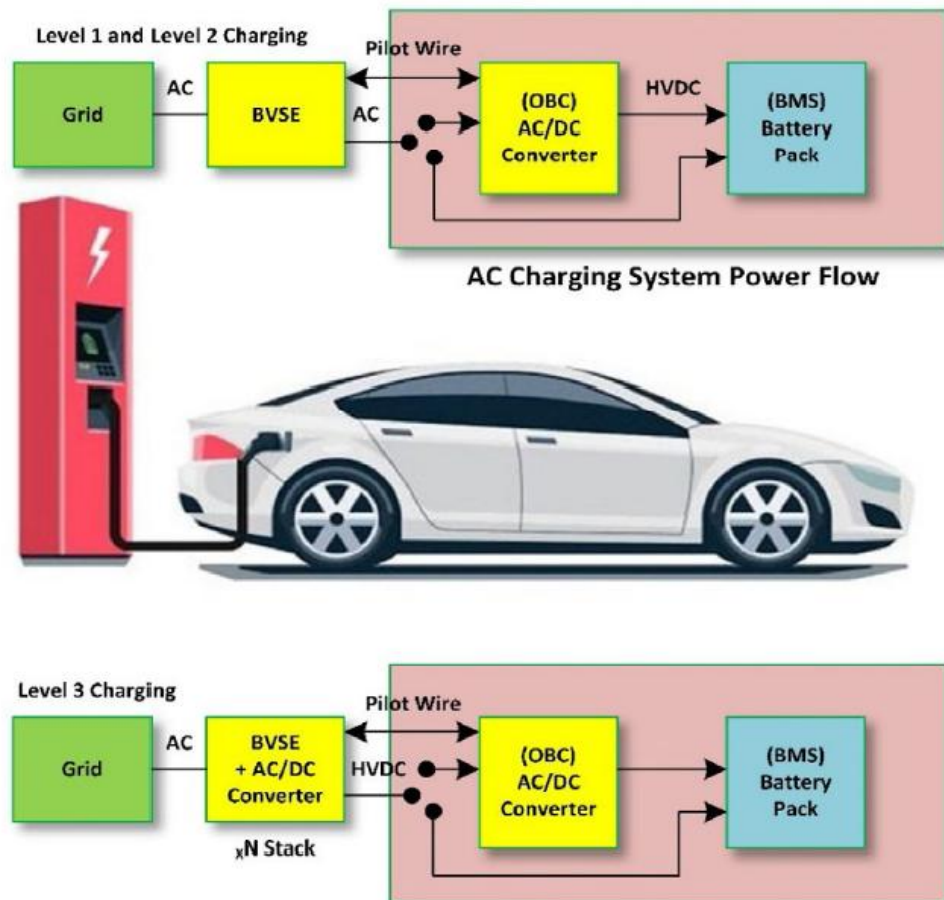 Level 1 and Level 2 Charging
Pilot Wire
Grid
AC
BVSE
AC
(OBC)
AC/DC
Converter
HVDC
(BMS)
Battery
Pack
AC Charging System Power Flow
Level 3 Charging
Pilot Wire
Grid
AC
BVSE
+ AC/DC
Converter
HVDC
(OBC)
AC/DC
Converter
(BMS)
Battery
Pack
xN Stack